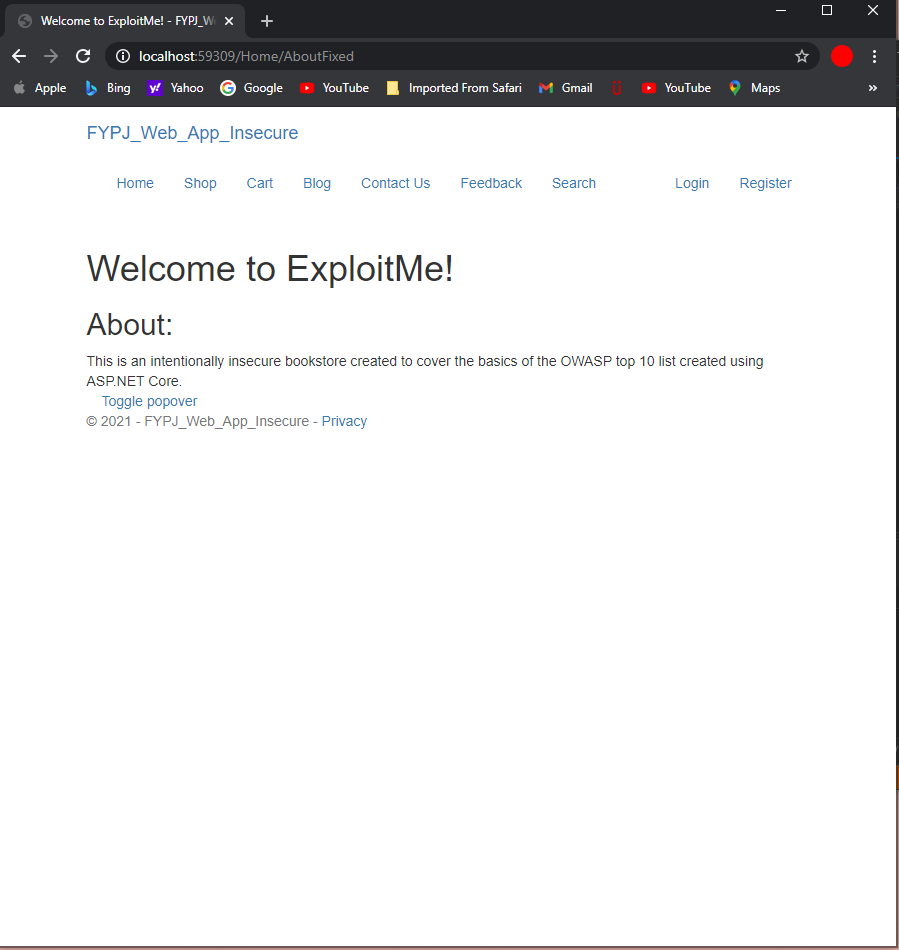 Welcome to ExploitMe! - FYPJ_W
localhost:59309/Home/AboutFixed
Apple Bing Yahoo Google YouTube Imported From Safari Gmail YouTube Maps »
FYPJ_Web_App_Insecure
Home Shop Cart Blog Contact Us Feedback Search Login Register
Welcome to ExploitMe!
About:
This is an intentionally insecure bookstore created to cover the basics of the OWASP top 10 list created using
ASP.NET Core.
Toggle popover
© 2021 - FYPJ_Web_App_Insecure - Privacy